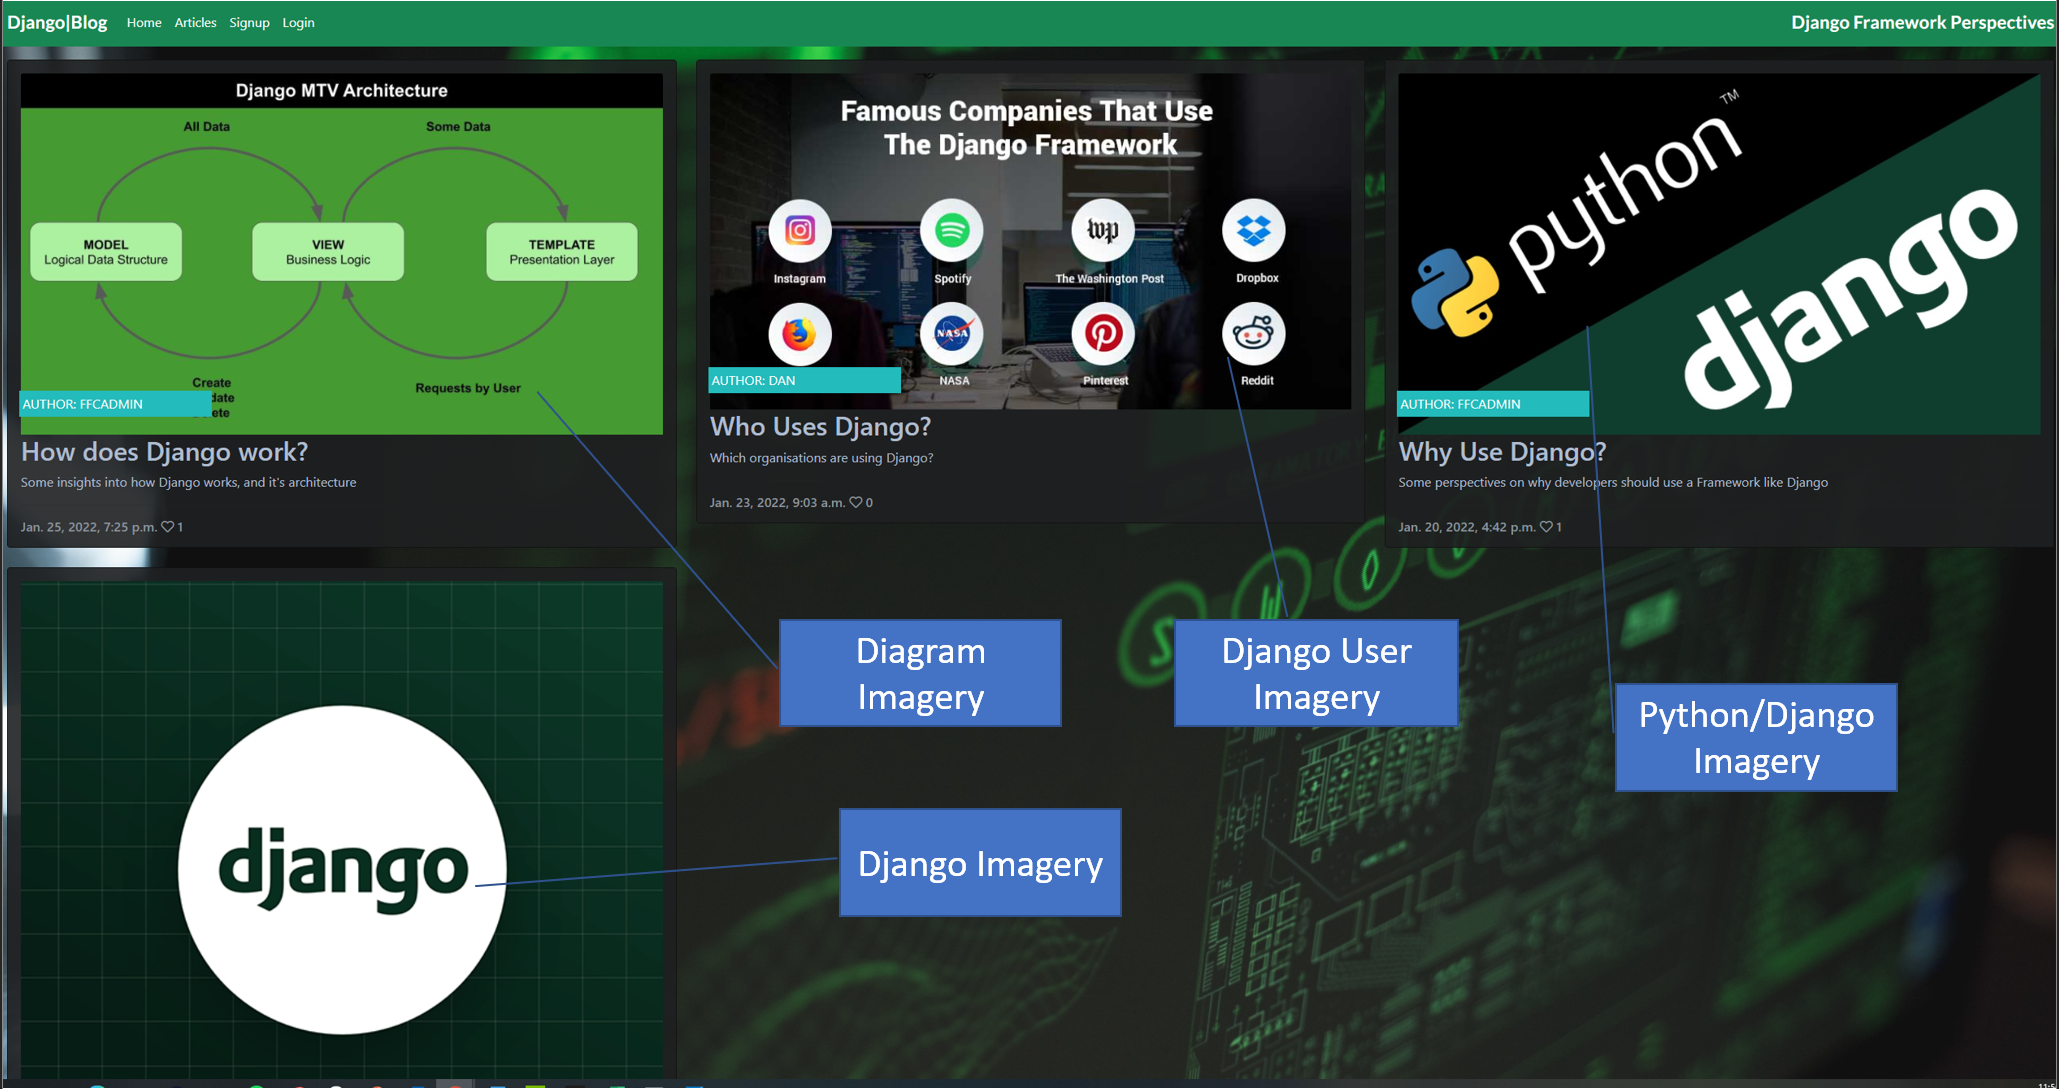 Django|Blog Home Articles Signup Login
Django Framework Perspectives
Django MTV Architecture
All Data
Some Data
MODEL
Logical Data Structure
VIEW
Business Logic
TEMPLATE
Presentation Layer
Create
Requests by User
AUTHOR: FFCADMIN
How does Django work?
Some insights into how Django works, and it's architecture
Jan. 25, 2022, 7:25 p.m. 1
Famous Companies That Use
The Django Framework
Instagram
Spotify
The Washington Post
Dropbox
wp
NASA
AUTHOR: DAN
NASA
Pinterest
Reddit
Who Uses Django?
Which organisations are using Django?
Jan. 23, 2022, 9:03 a.m. 0
python
TM
django
AUTHOR: FFCADMIN
Why Use Django?
Some perspectives on why developers should use a Framework like Django
Jan. 20, 2022, 4:42 p.m. 1
django
Diagram
Imagery
Django User
Imagery
Python/Django
Imagery
Django Imagery